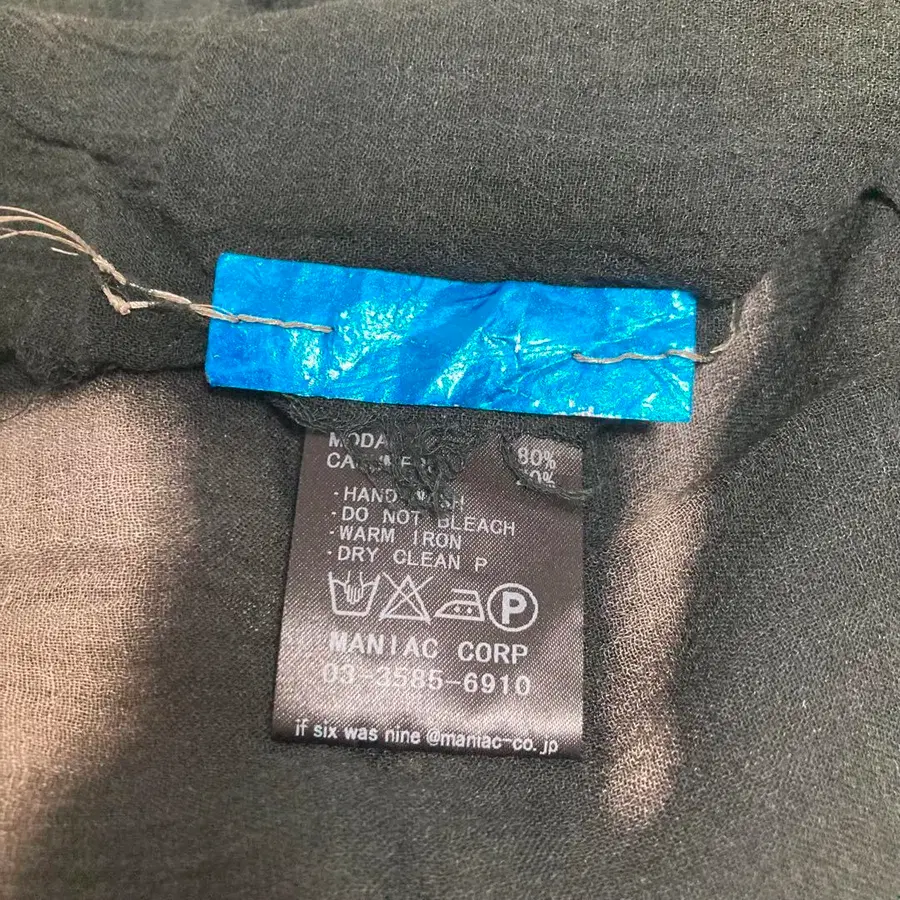 MODA
80%
·HAND
·DO NOT BLEACH
·WARM IRON
·DRY CLEAN P
P
MANIAC CORP
03-3585-6910
if six was nine @maniac-co.jp